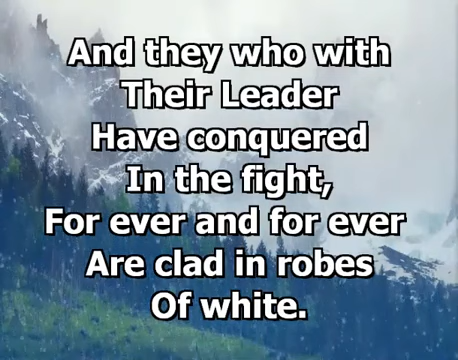 And they who with
Their Leader
Have conquered
In the fight,
For ever and for ever
Are clad in robes
Of white.